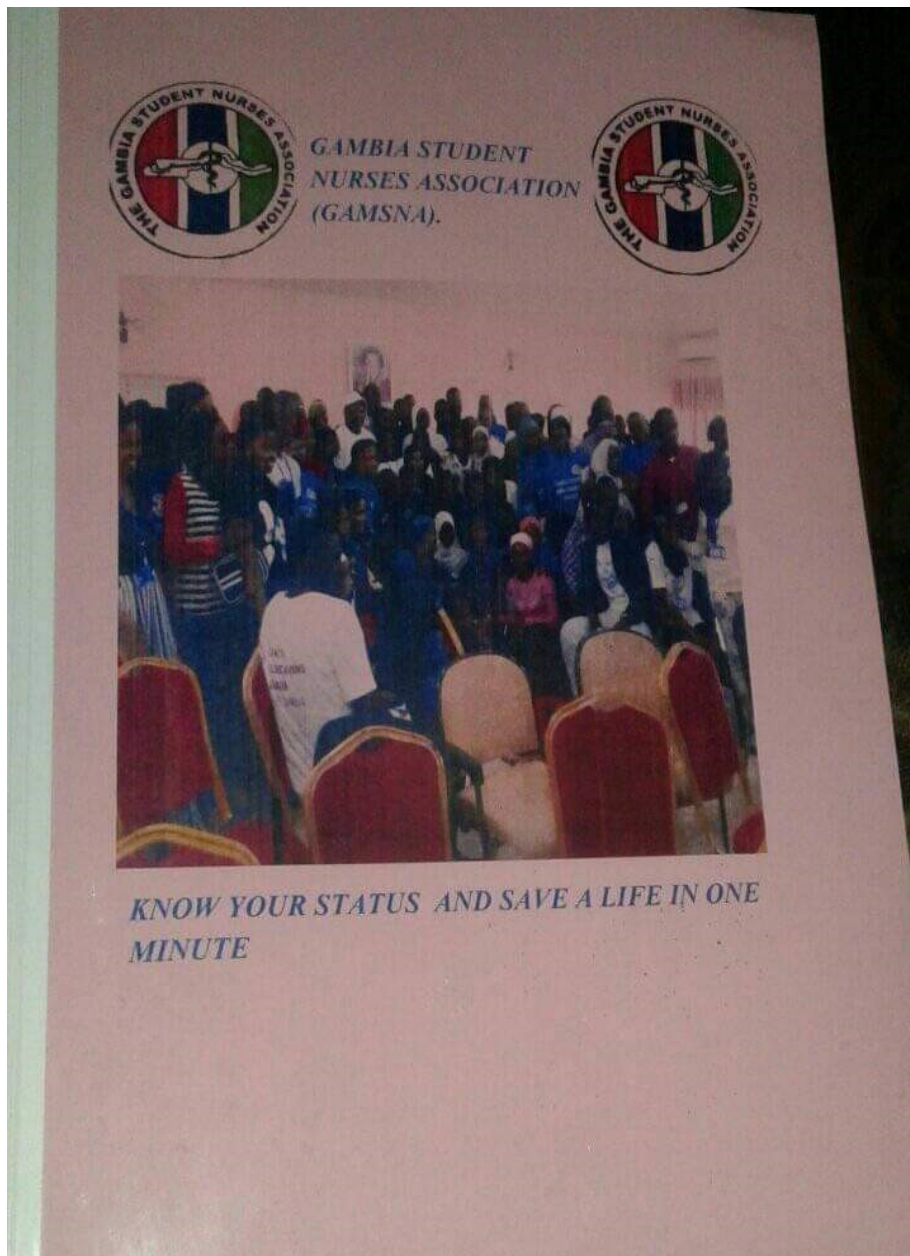 THE GAMBIA STUDENT NURSES ASSOCIATION
GAMBIA STUDENT
NURSES ASSOCIATION
(GAMSNA).
THE GAMBIA STUDENT NURSES ASSOCIATION
KNOW YOUR STATUS AND SAVE A LIFE IN ONE
MINUTE